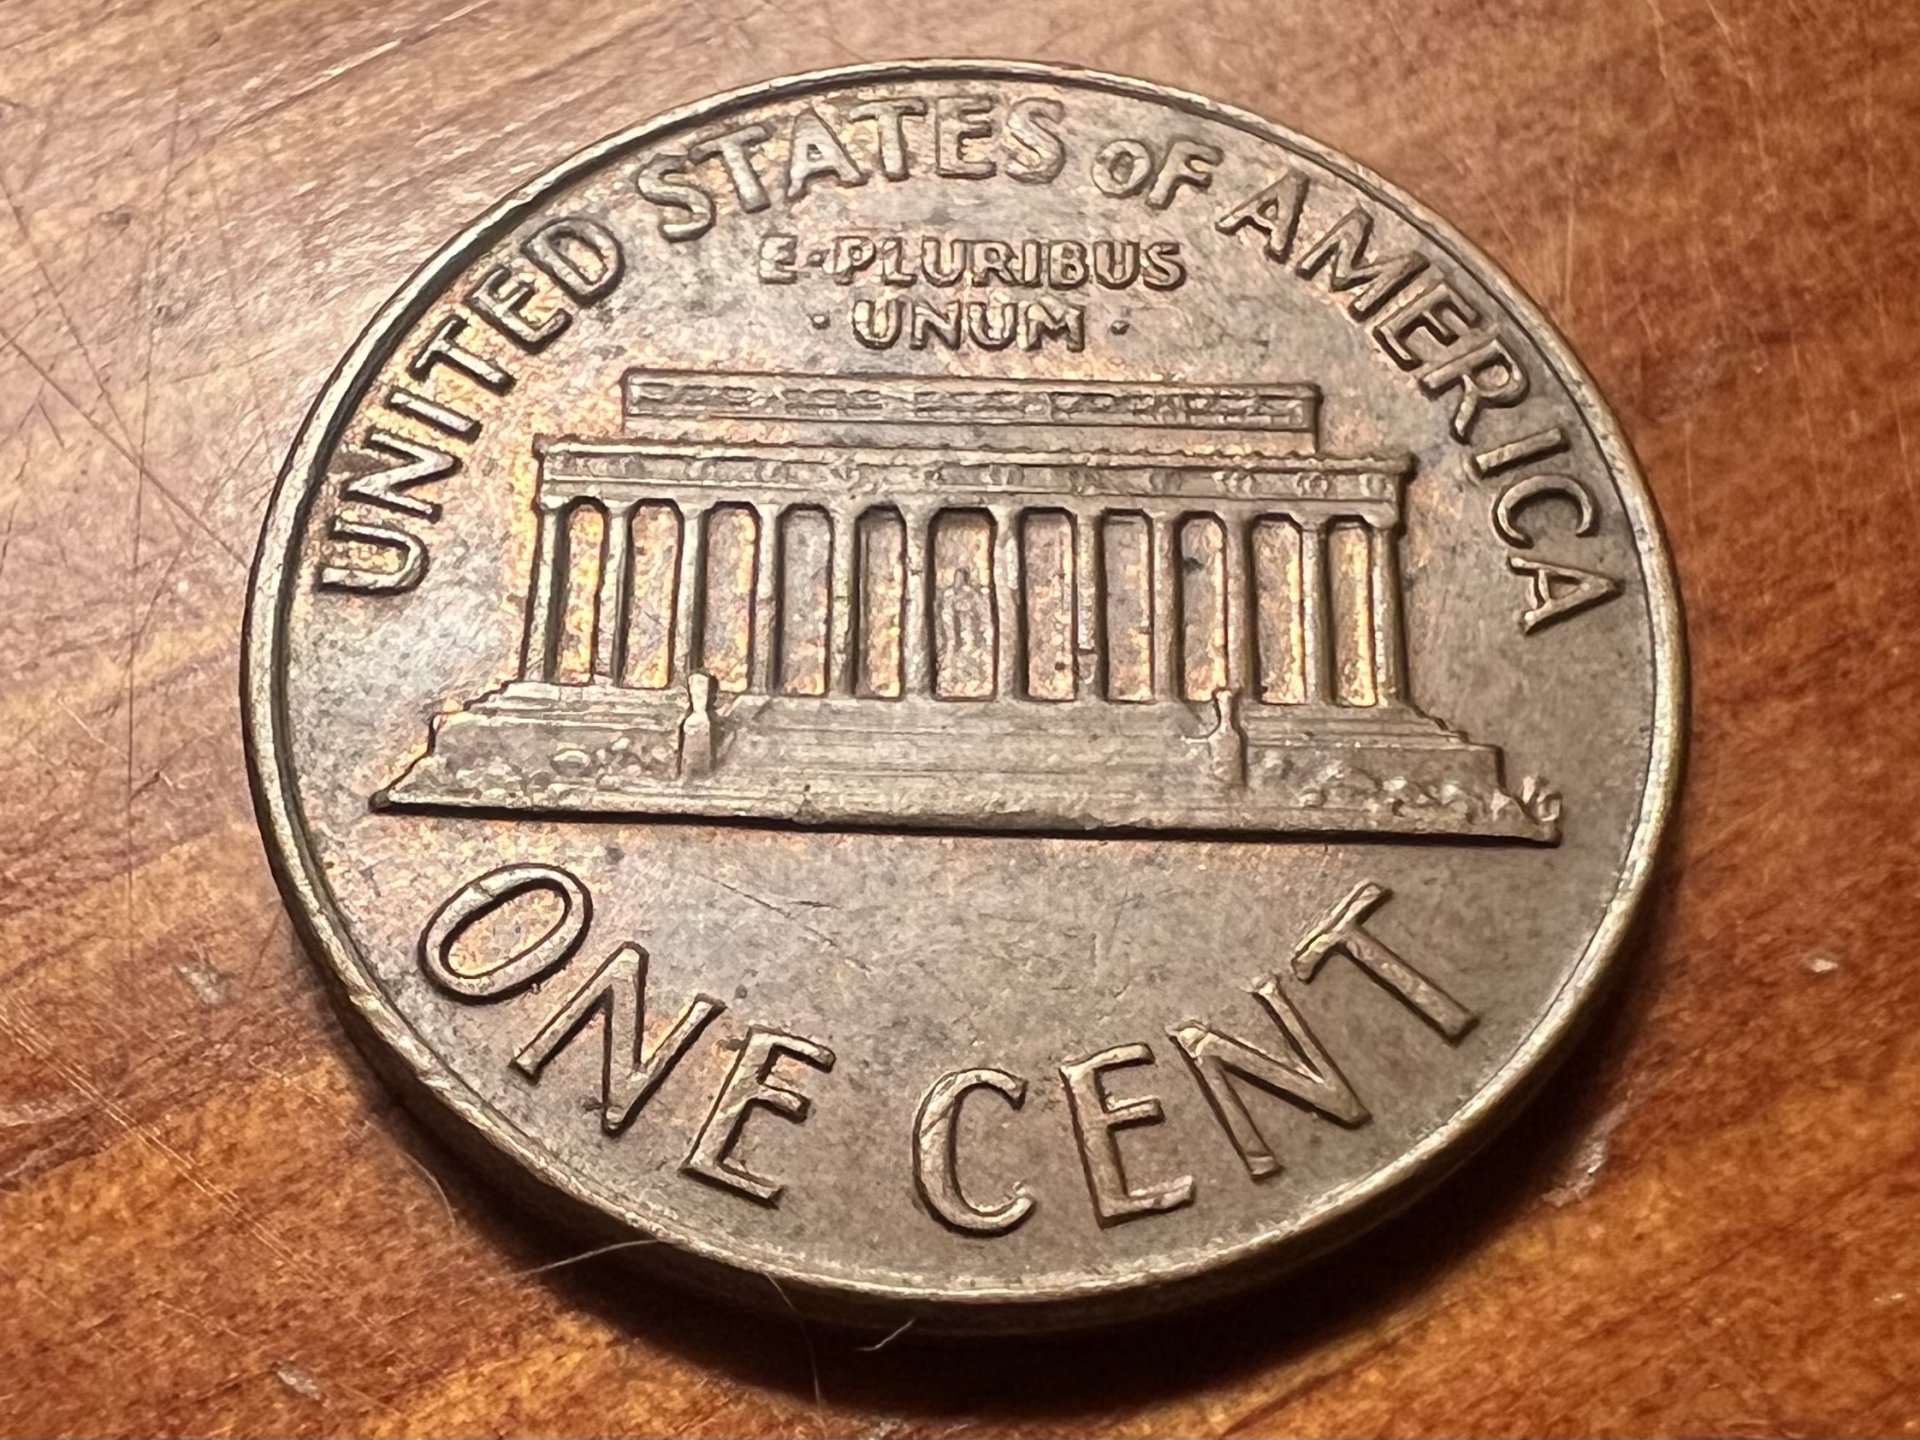 UNITED STATES OF AMERICA
E·PLURIBUS
·UNUM·
ONE CENT